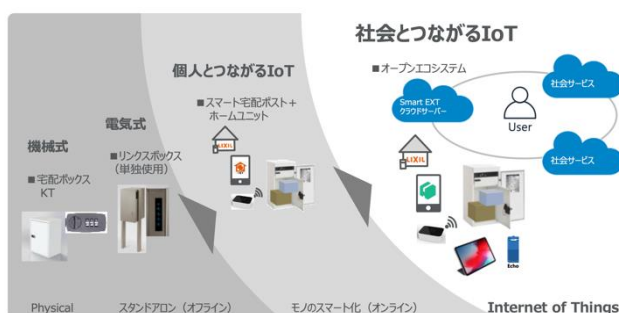 社会とつながるIoT
■オープンエコシステム
Smart EXT
クラウドサーバー
社会サービス
User
社会サービス
LIXIL
Echo
個人とつながるIoT
■スマート宅配ポスト＋
ホームユニット
LIXIL
電気式
■リンクスボックス
（単独使用）
機械式
■宅配ボックス
KT
Physical
スタンドアロン（オフライン）
モノのスマート化（オンライン）
Internet of Things